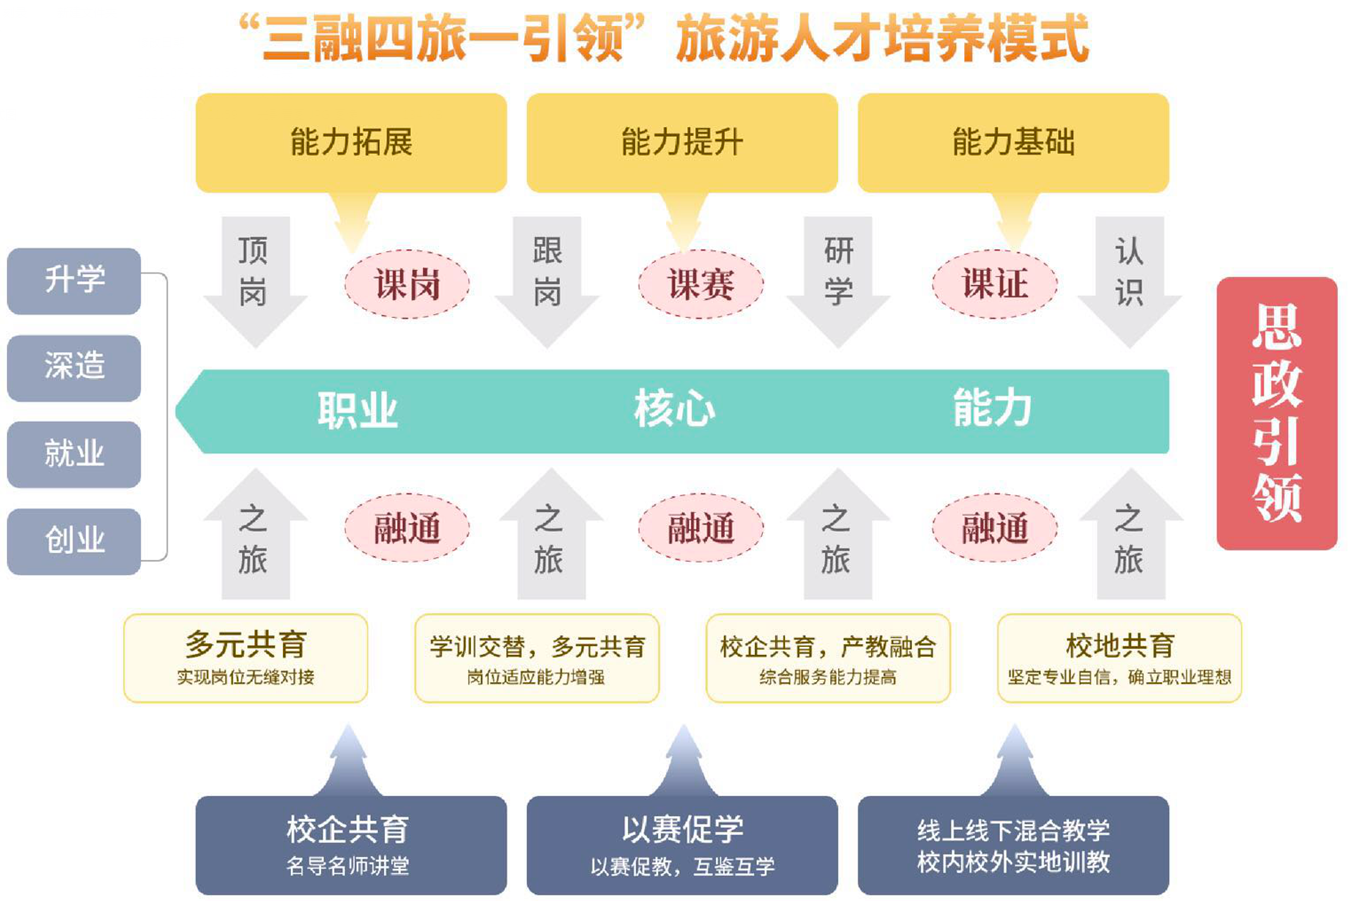 “三融四旅一引领”旅游人才培养模式
能力拓展
能力提升
能力基础
顶岗
课岗
跟岗
课赛
研学
课证
认识
升学
深造
就业
创业
职业 核心 能力
思政引领
之旅
融通
之旅
融通
之旅
融通
之旅
多元共育
实现岗位无缝对接
学训交替，多元共育
岗位适应能力增强
校企共育，产教融合
综合服务能力提高
校地共育
坚定专业自信，确立职业理想
校企共育
名导名师讲堂
以赛促学
以赛促教，互鉴互学
线上线下混合教学
校内校外实地训教